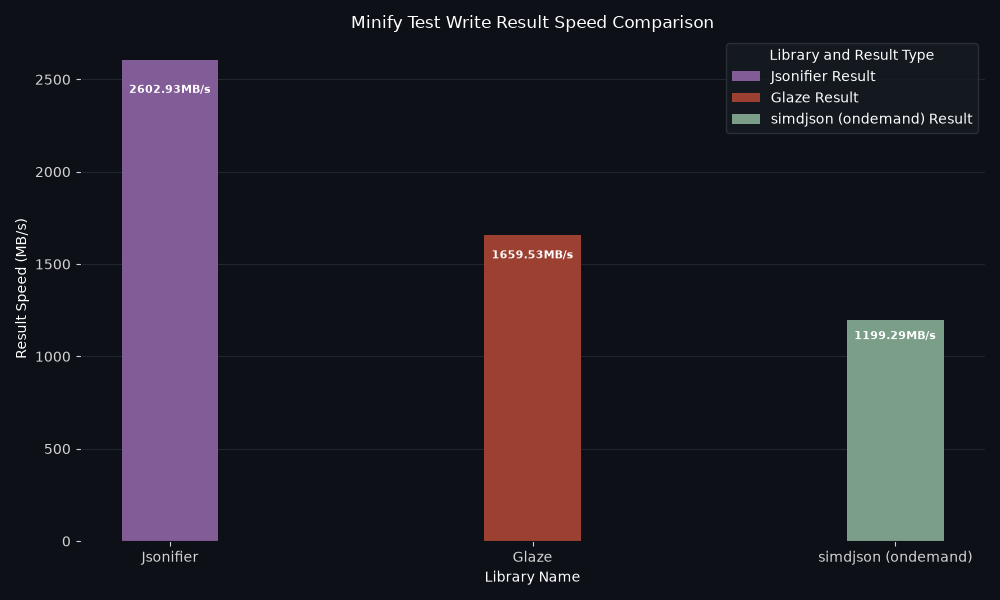 Minify Test Write Result Speed Comparison
Library and Result Type
Jsonifier Result
Glaze Result
simdjson (ondemand) Result
Result Speed (MB/s)
2500
2000
1500
1000
500
0
2602.93MB/s
1659.53MB/s
1199.29MB/s
Jsonifier
Glaze
simdjson (ondemand)
Library Name